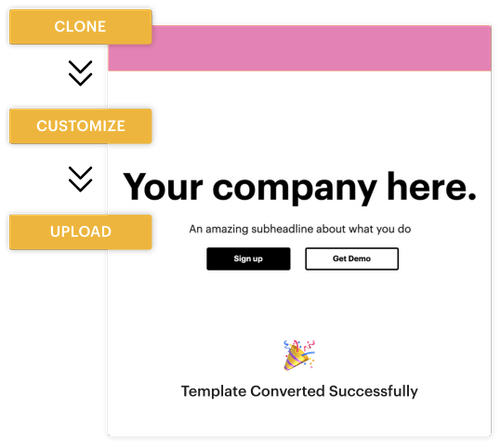 CLONE
CUSTOMIZE
UPLOAD
Your company here.
An amazing subheadline about what you do
Sign up
Get Demo
Template Converted Successfully